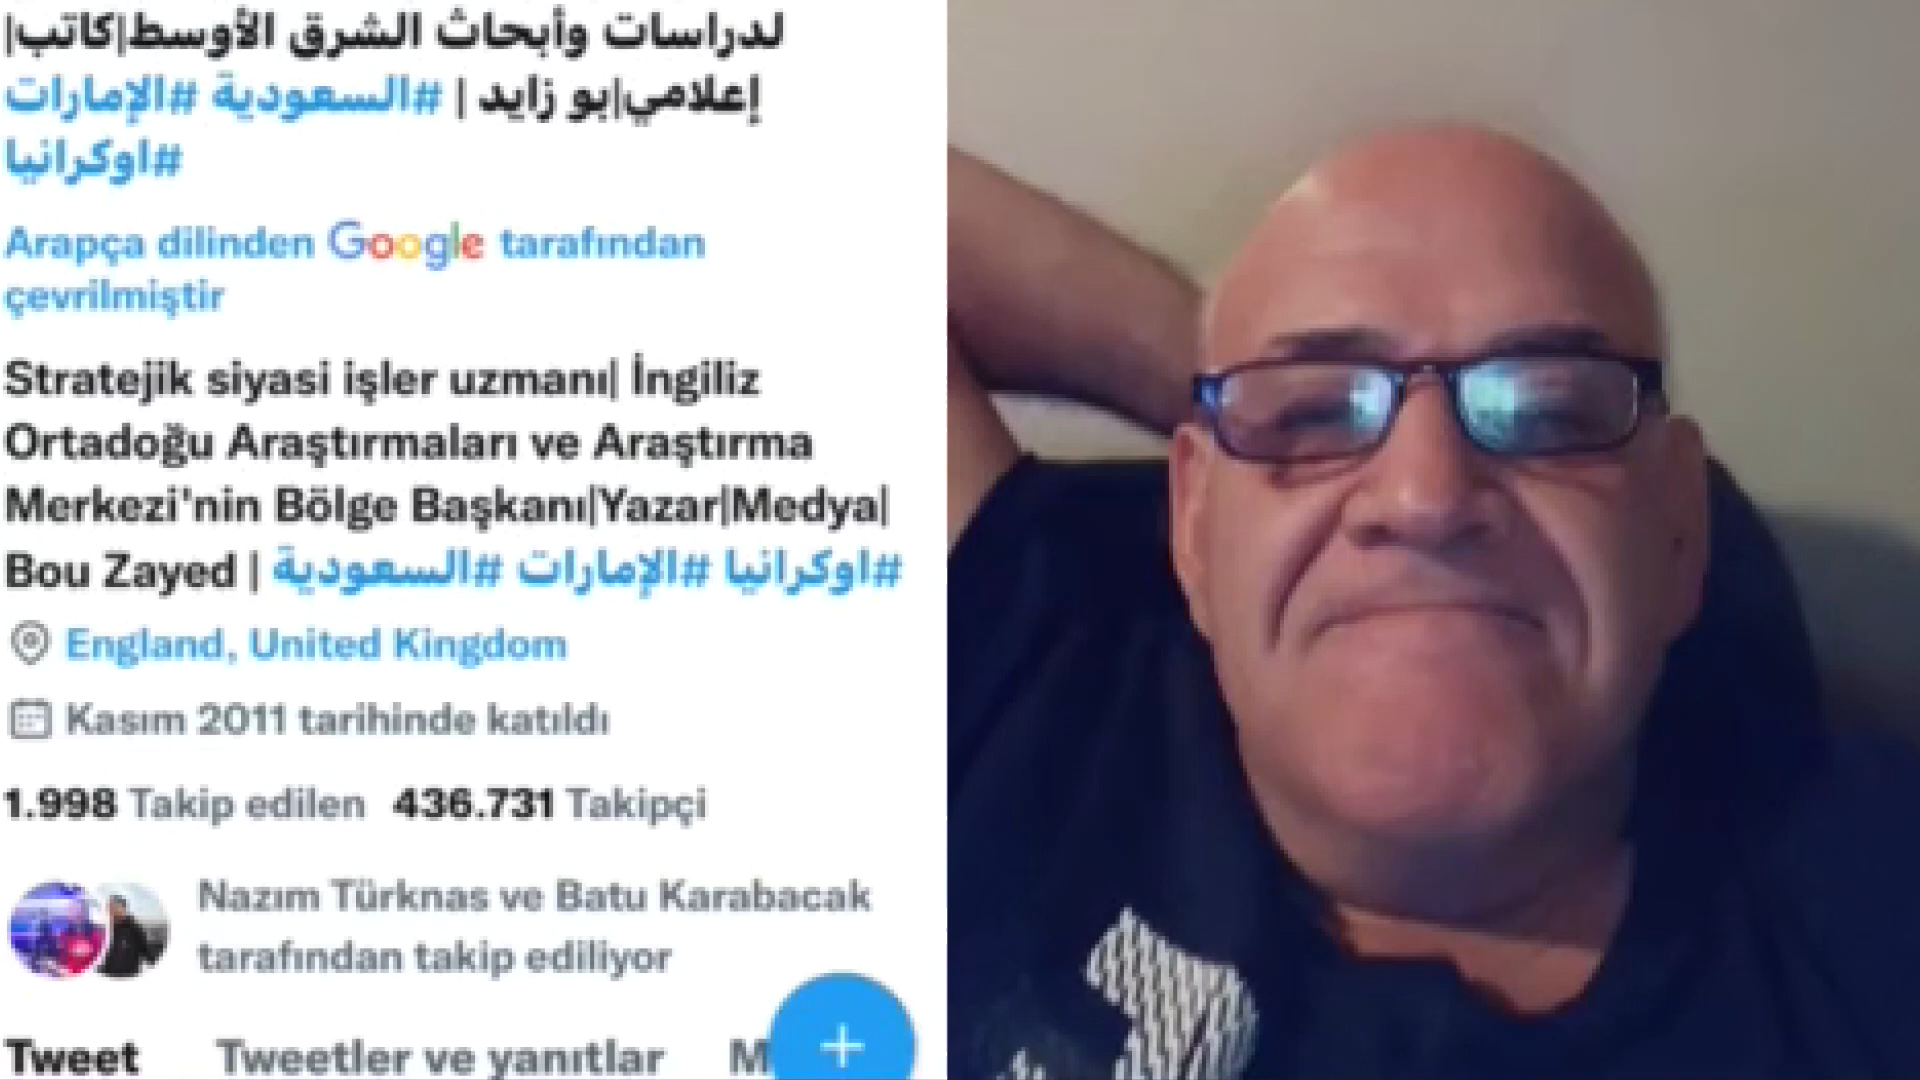 لدراسات وأبحاث الشرق الأوسط|كاتب|
إعلامي|بو زايد | #السعودية #الإمارات
#اوكرانيا
Arapça dilinden Google tarafından
çevrilmiştir
Stratejik siyasi işler uzmanı| İngiliz
Ortadoğu Araştırmaları ve Araştırma
Merkezi'nin Bölge Başkanı|Yazar|Medya|
Bou Zayed | #اوكرانيا #الإمارات #السعودية
England, United Kingdom
Kasım 2011 tarihinde katıldı
1.998 Takip edilen 436.731 Takipçi
Nazım Türknas ve Batu Karabacak
tarafından takip ediliyor
Tweet Tweetler ve yanıtlar M